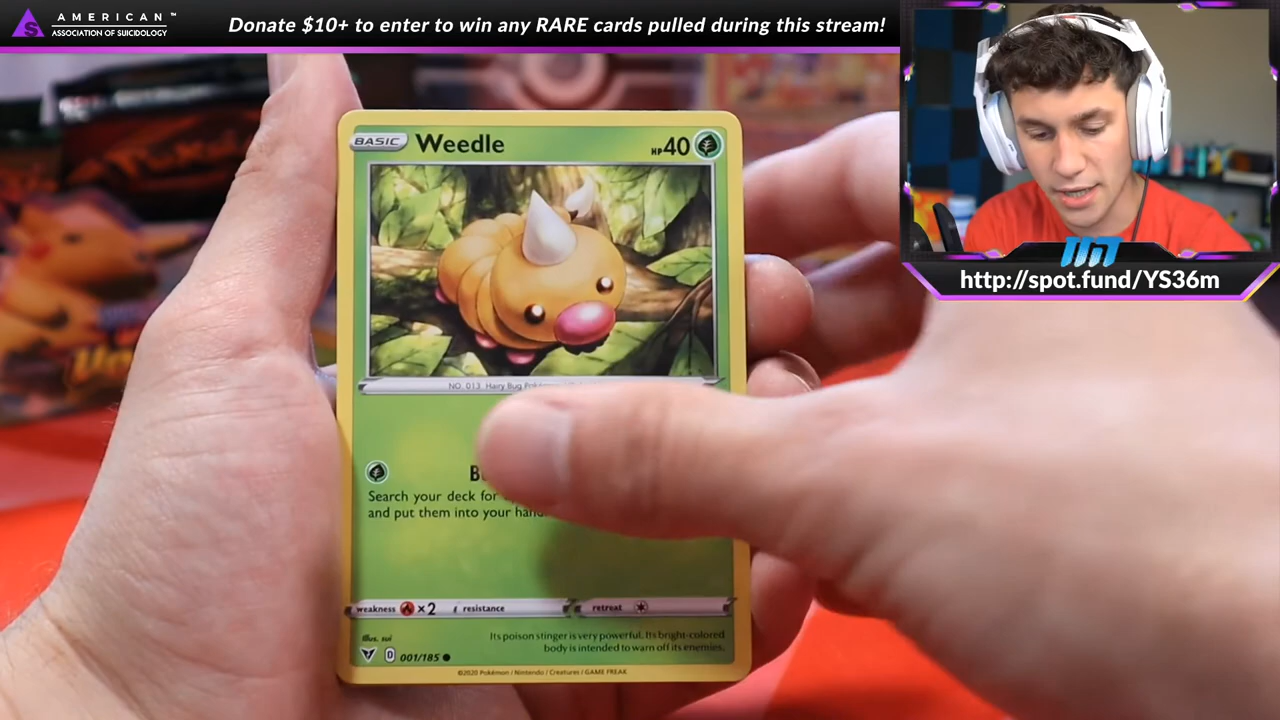 AMERICAN™
ASSOCIATION OF SUICIDOLOGY
Donate $10+ to enter to win any RARE cards pulled during this stream!
http://spot.fund/YS36m
BASIC Weedle HP 40
NO. 013 Hairy Bug
Search your deck for
and put them into your hand
weakness ×2 resistance retreat
Illus. sui
Its poison stinger is very powerful. Its bright-colored
body is intended to warn off its enemies.
001/185
©2020 Pokémon / Nintendo / Creatures / GAME FREAK